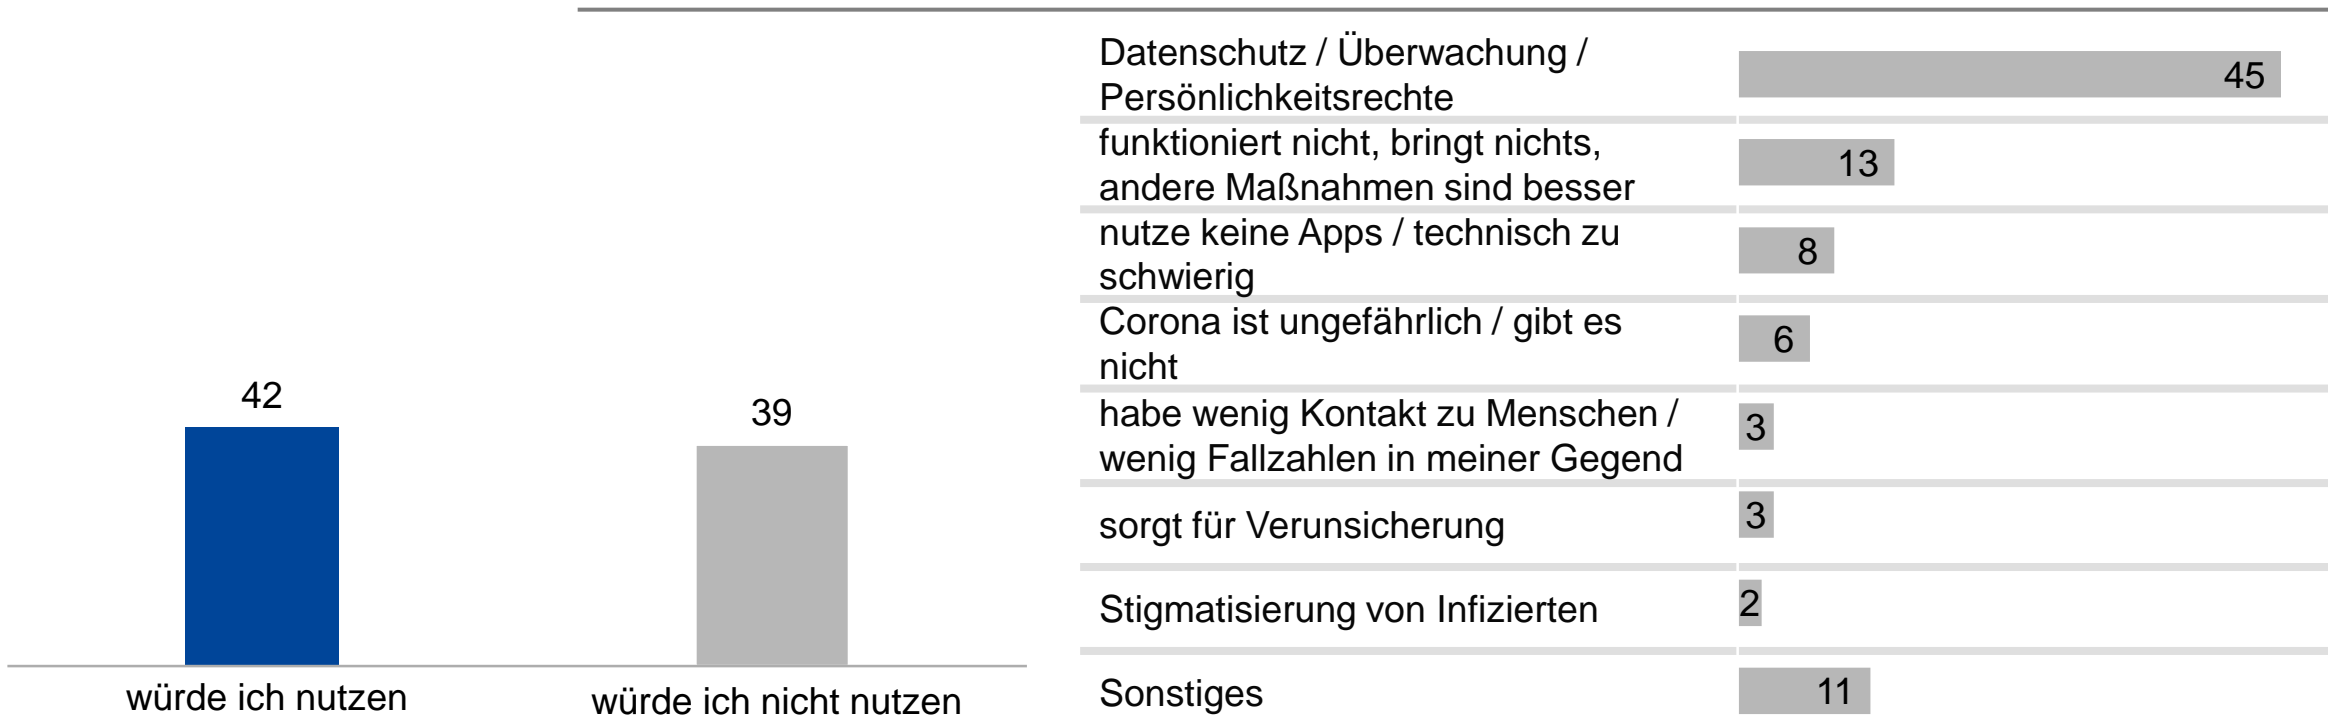 42
würde ich nutzen
39
würde ich nicht nutzen
Datenschutz / Überwachung /
Persönlichkeitsrechte
45
funktioniert nicht, bringt nichts,
andere Maßnahmen sind besser
13
nutze keine Apps / technisch zu
schwierig
8
Corona ist ungefährlich / gibt es
nicht
6
habe wenig Kontakt zu Menschen /
wenig Fallzahlen in meiner Gegend
3
sorgt für Verunsicherung
3
Stigmatisierung von Infizierten
2
Sonstiges
11